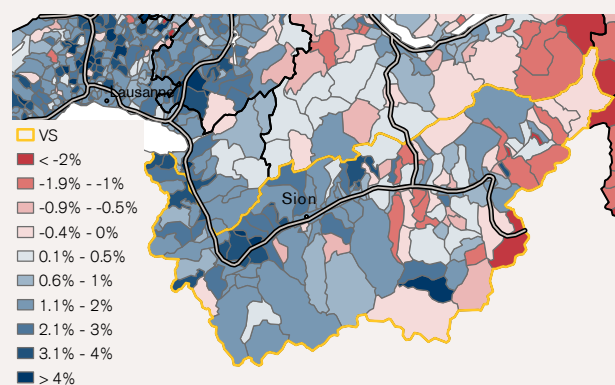 Lausanne
VS
< -2%
-1.9% - -1%
-0.9% - -0.5%
-0.4% - 0%
0.1% - 0.5%
0.6% - 1%
1.1% - 2%
2.1% - 3%
3.1% - 4%
> 4%
Sion